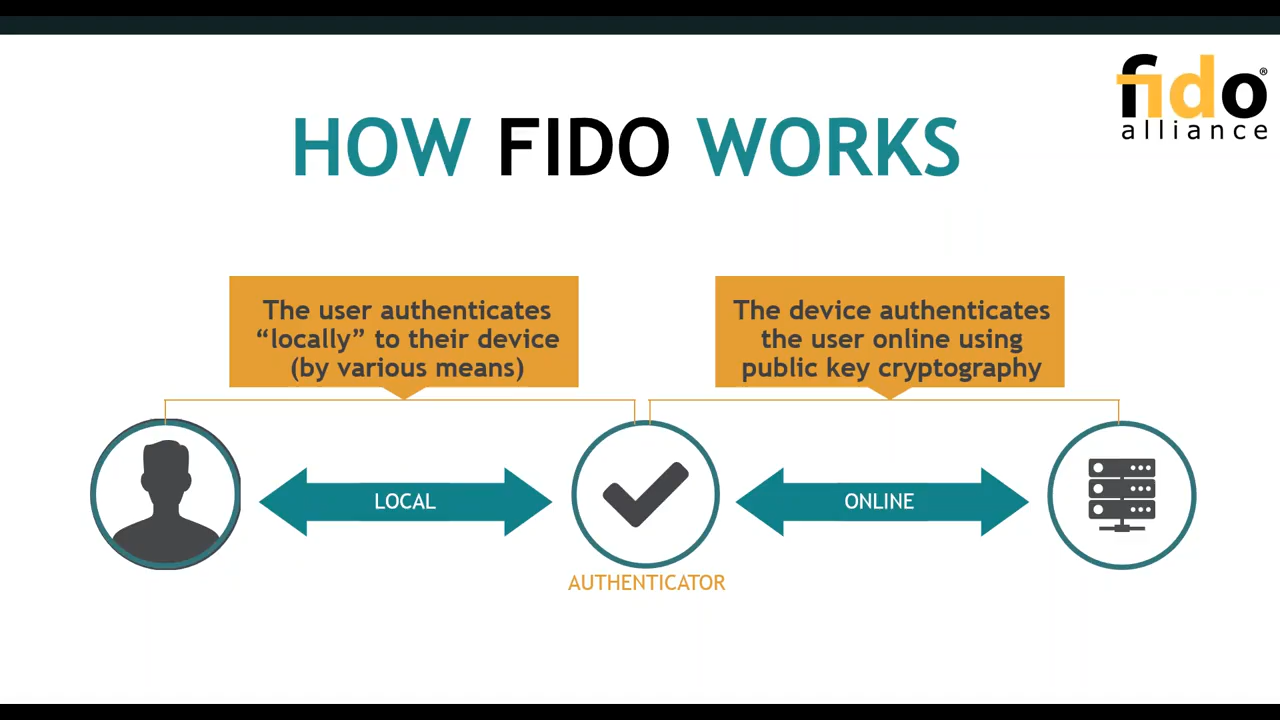 fido®
alliance
HOW FIDO WORKS
The user authenticates
“locally” to their device
(by various means)
The device authenticates
the user online using
public key cryptography
LOCAL
ONLINE
AUTHENTICATOR